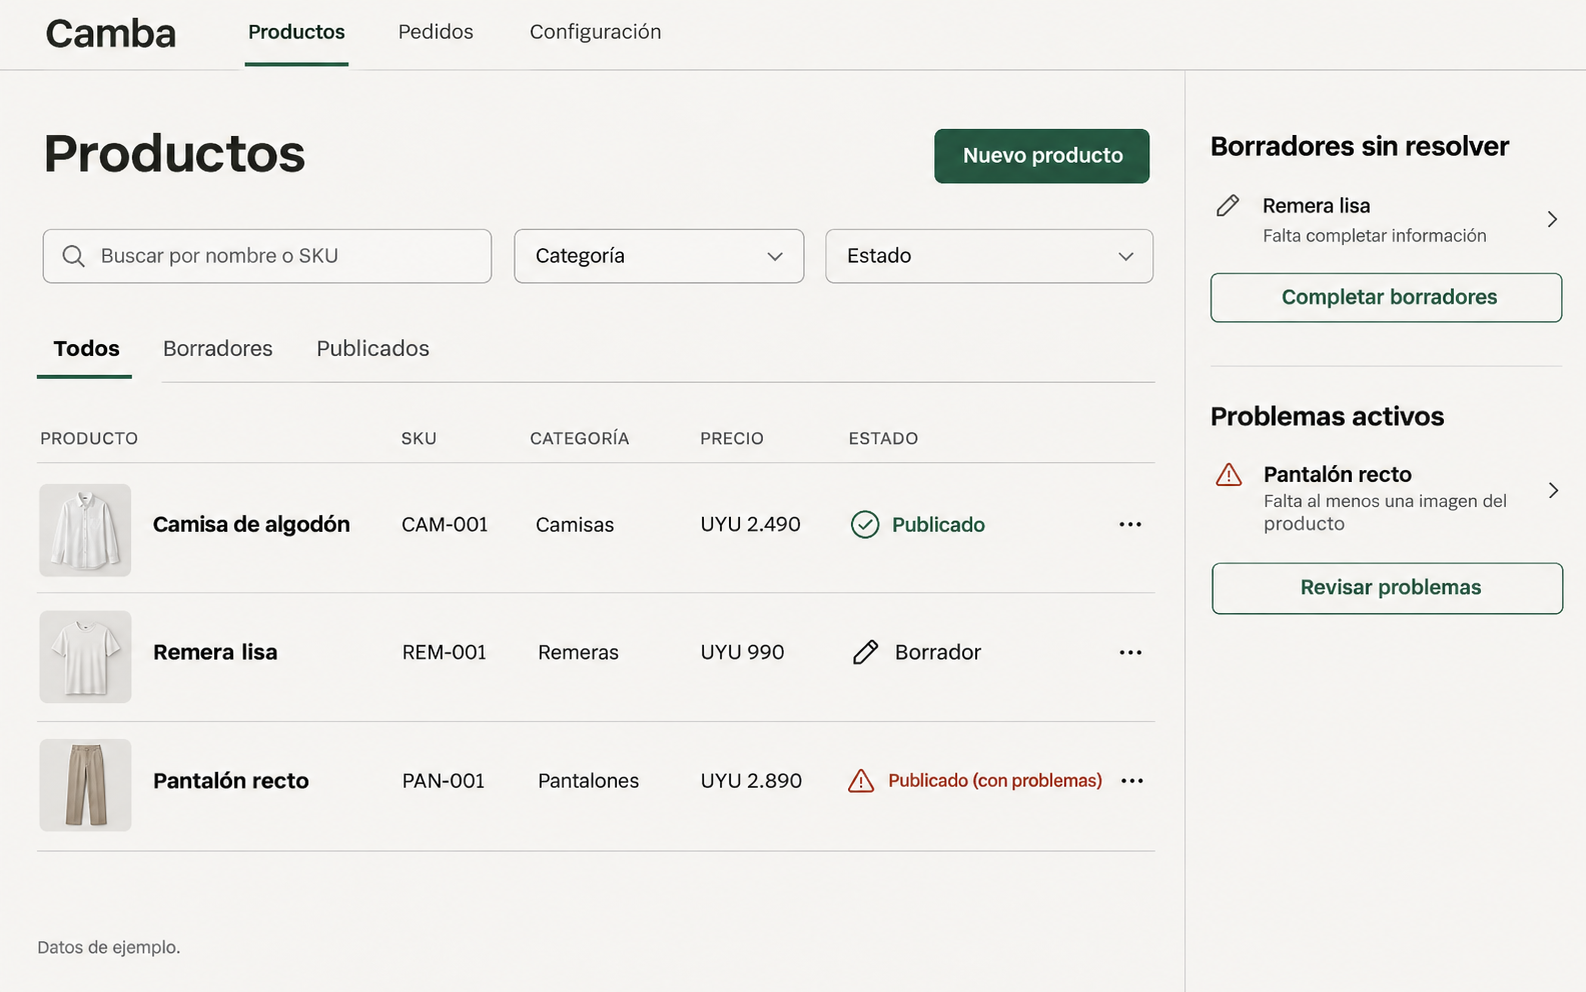 Camba
Productos
Pedidos
Configuración
Productos
Nuevo producto
Buscar por nombre o SKU
Categoría
Estado
Todos
Borradores
Publicados
PRODUCTO
SKU
CATEGORÍA
PRECIO
ESTADO
Camisa de algodón
CAM-001
Camisas
UYU 2.490
Publicado
Remera lisa
REM-001
Remeras
UYU 990
Borrador
Pantalón recto
PAN-001
Pantalones
UYU 2.890
Publicado (con problemas)
Datos de ejemplo.
Borradores sin resolver
Remera lisa
Falta completar información
Completar borradores
Problemas activos
Pantalón recto
Falta al menos una imagen del
producto
Revisar problemas